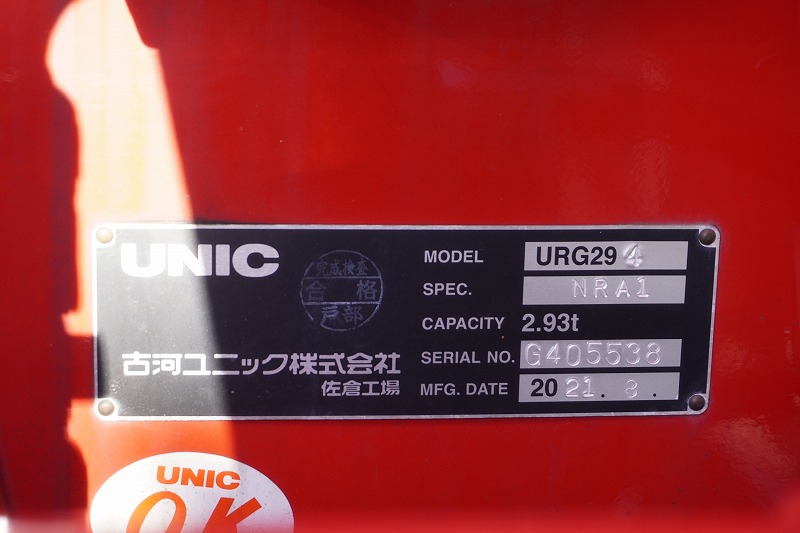 UNIC
完成検査
合格
戸部
古河ユニック株式会社
佐倉工場
MODEL URG294
SPEC. NRA1
CAPACITY 2.93t
SERIAL NO. G405538
MFG. DATE 2021. 8.
UNIC
OK